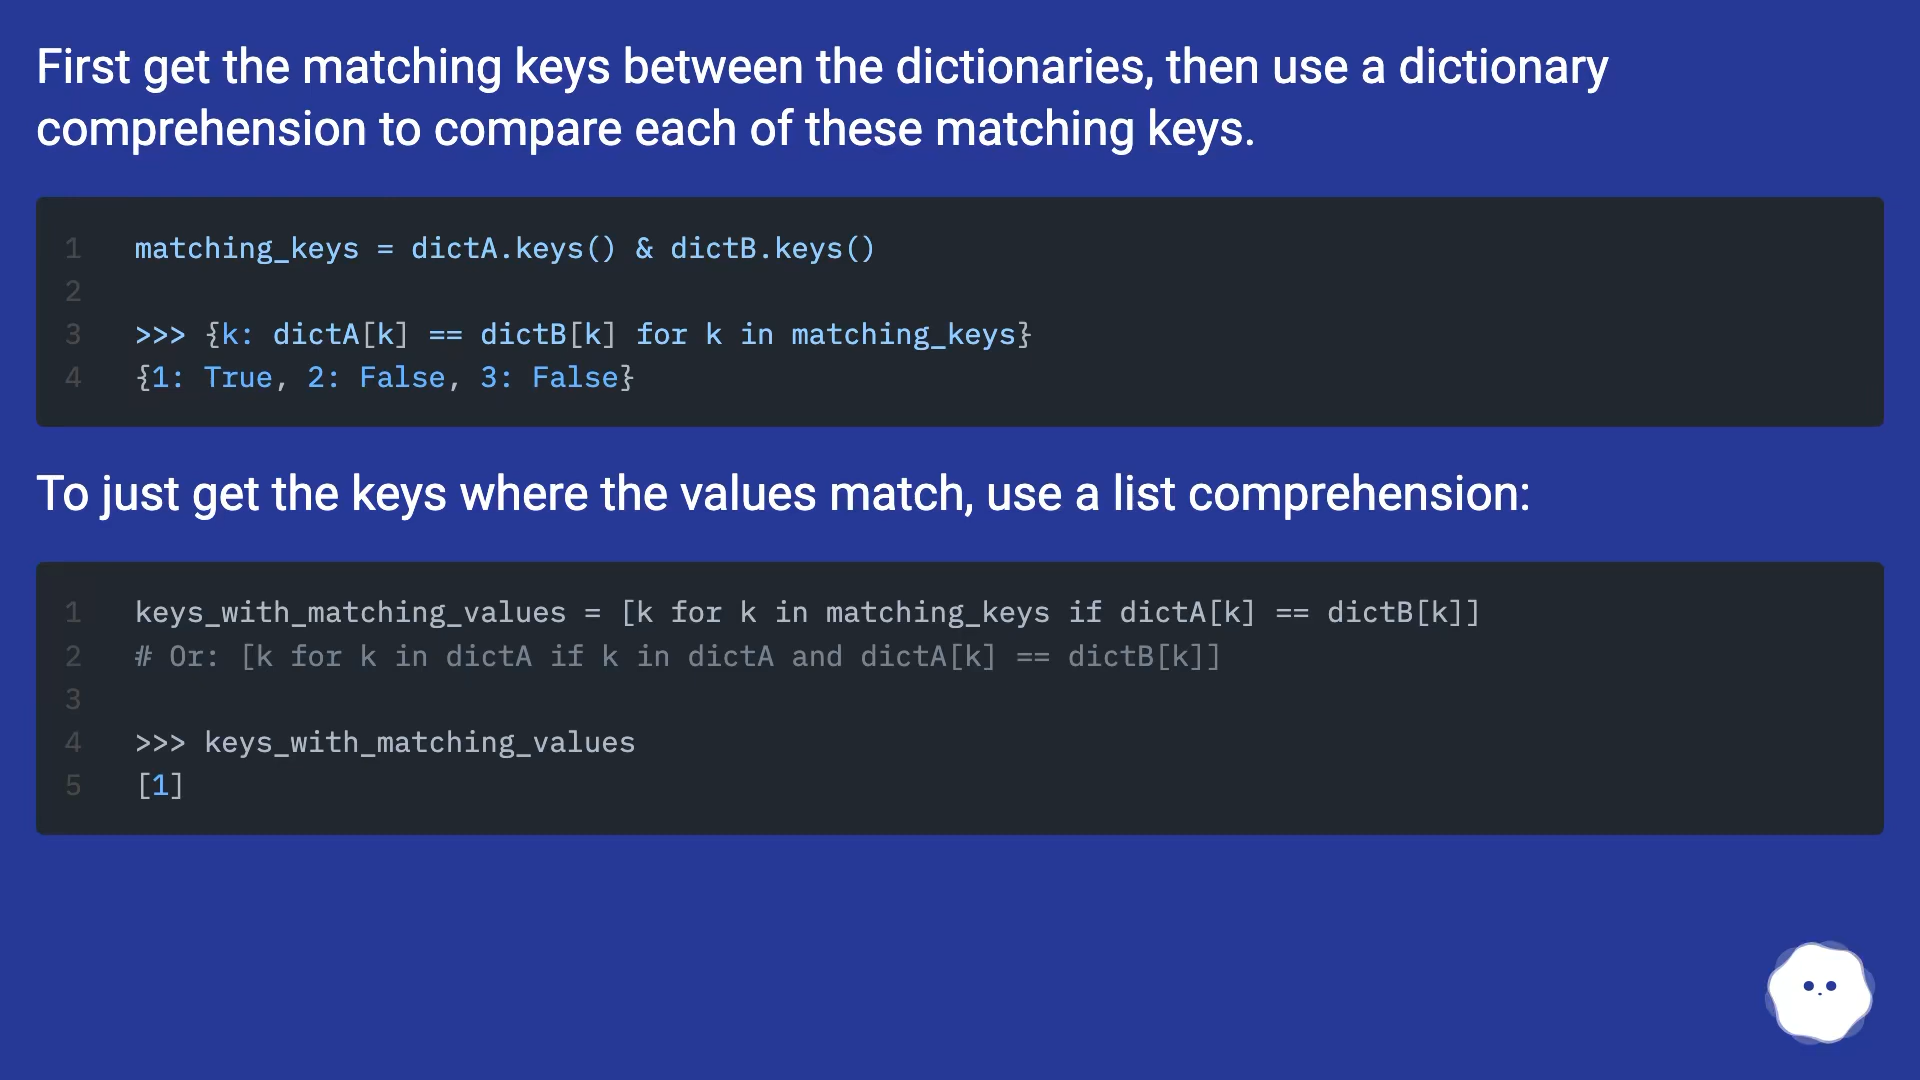 First get the matching keys between the dictionaries, then use a dictionary
comprehension to compare each of these matching keys.
1 matching_keys = dictA.keys() & dictB.keys()
2
3 >>> {k: dictA[k] == dictB[k] for k in matching_keys}
4 {1: True, 2: False, 3: False}
To just get the keys where the values match, use a list comprehension:
1 keys_with_matching_values = [k for k in matching_keys if dictA[k] == dictB[k]]
2 # Or: [k for k in dictA if k in dictA and dictA[k] == dictB[k]]
3
4 >>> keys_with_matching_values
5 [1]